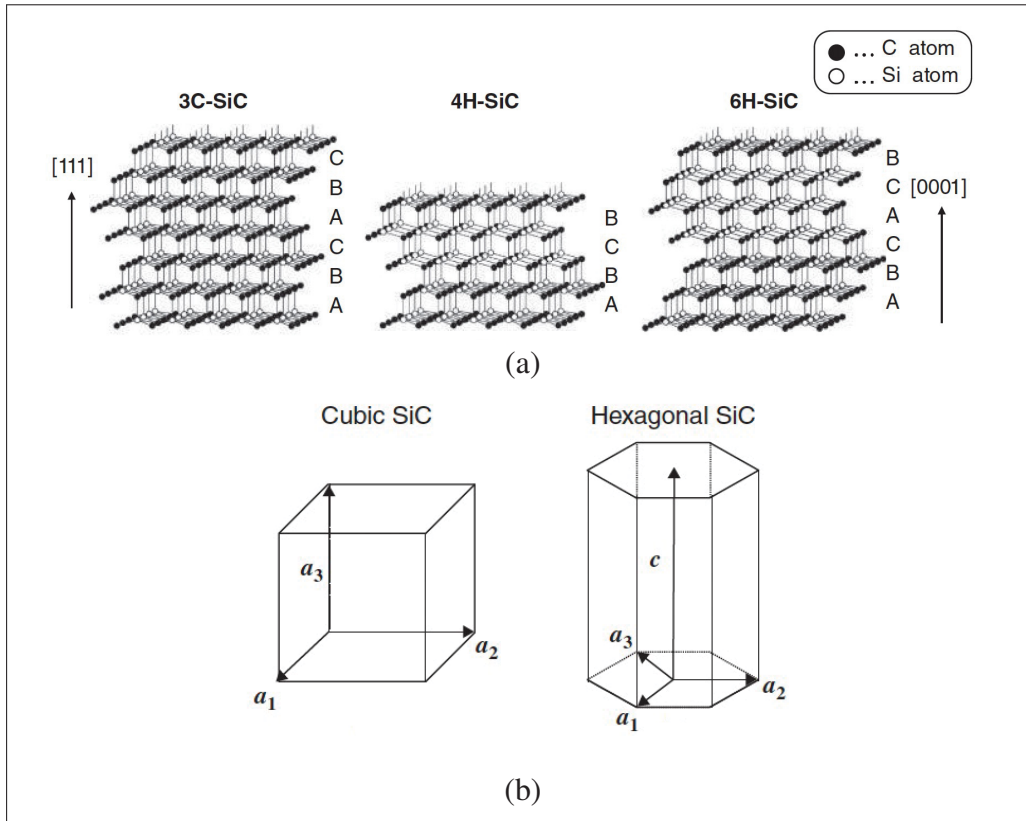 ● ... C atom
○ ... Si atom
3C-SiC
4H-SiC
6H-SiC
[111]
C
B
A
C
B
A
B
C
B
A
B
C
A
C
B
A
[0001]
(a)
Cubic SiC
Hexagonal SiC
a3
a2
a1
c
a3
a2
a1
(b)